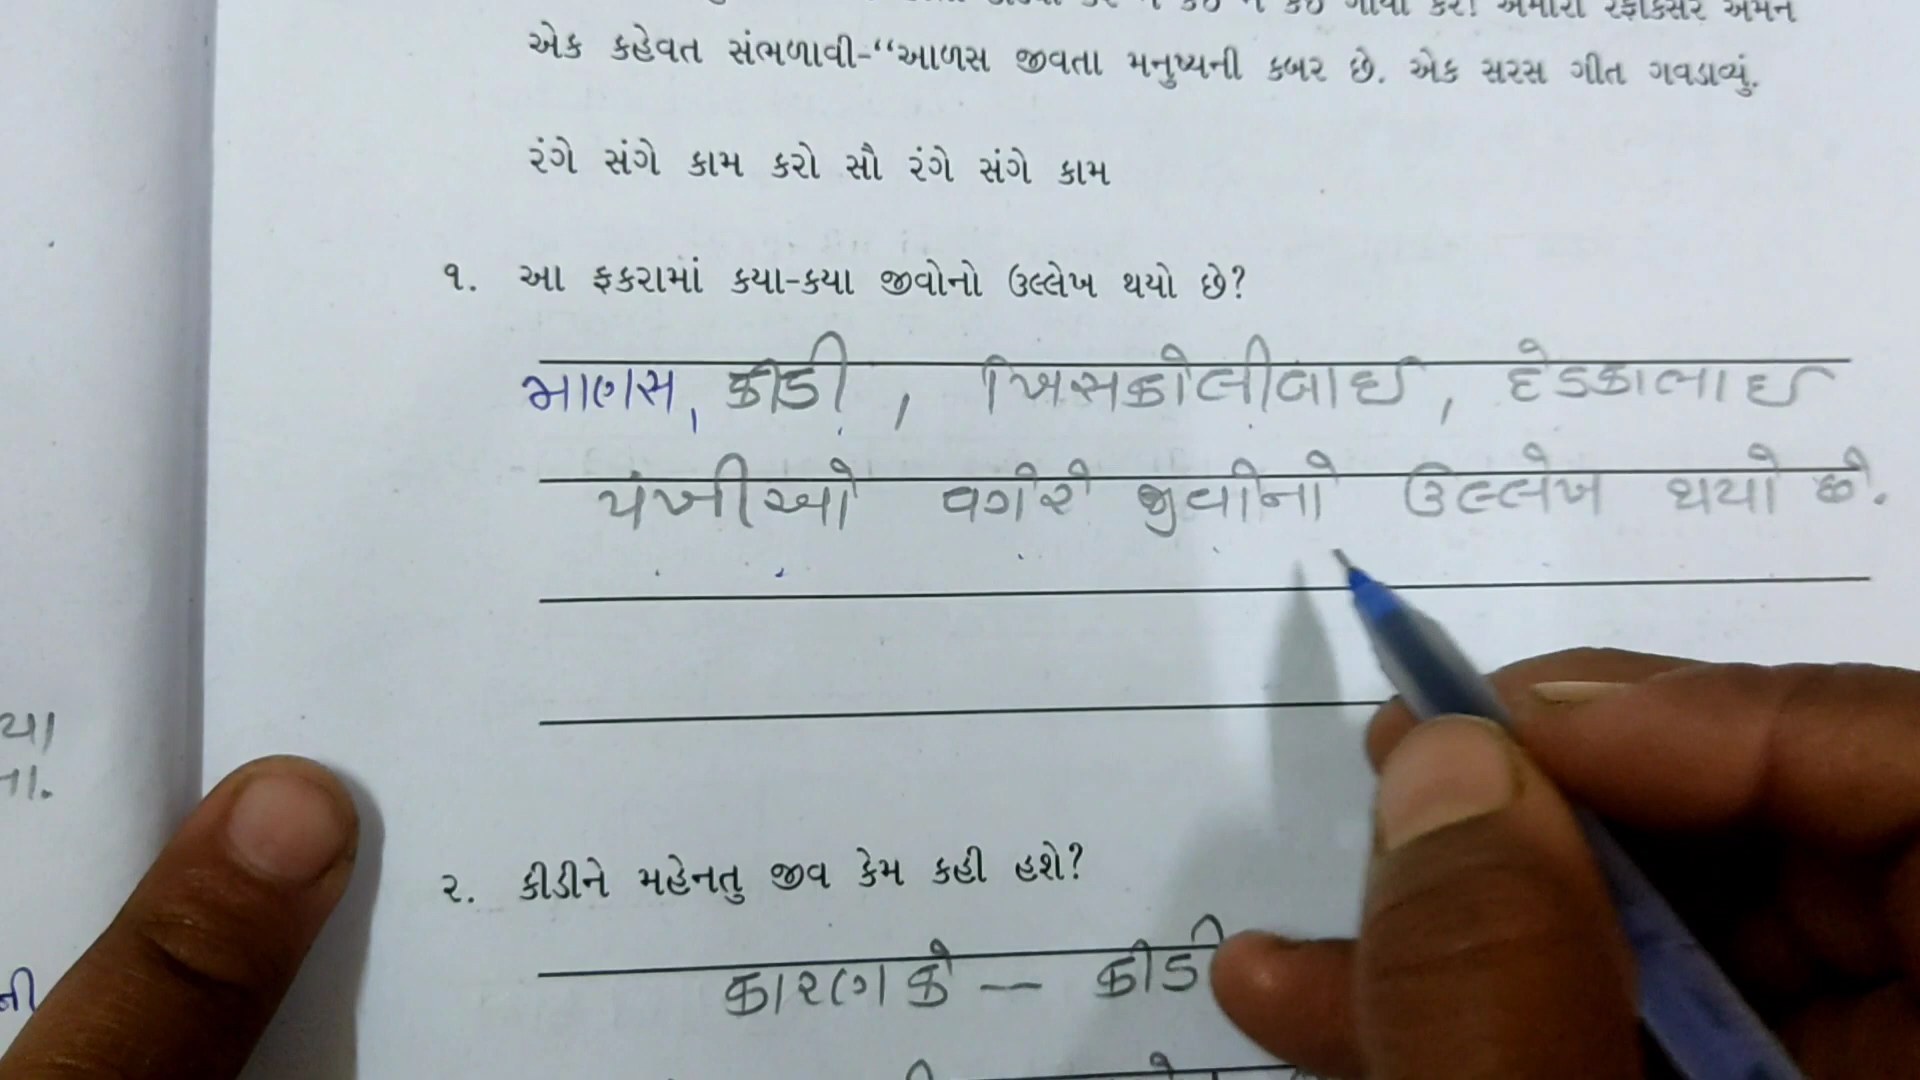 એક કહેવત સંભળાવી-“આળસ જીવતા મનુષ્યની કબર છે. એક સરસ ગીત ગવડાવ્યું.
રંગે સંગે કામ કરો સૌ રંગે સંગે કામ
૧. આ ફકરામાં કયા-કયા જીવોનો ઉલ્લેખ થયો છે?
માણસ, કીડી, ખિસકોલીબાઈ, દેડકાભાઈ
પંખીઓ વગેરે જીવોનો ઉલ્લેખ થયો છે.
૨. કીડીને મહેનતુ જીવ કેમ કહી હશે?
કારણ કે — કીડી